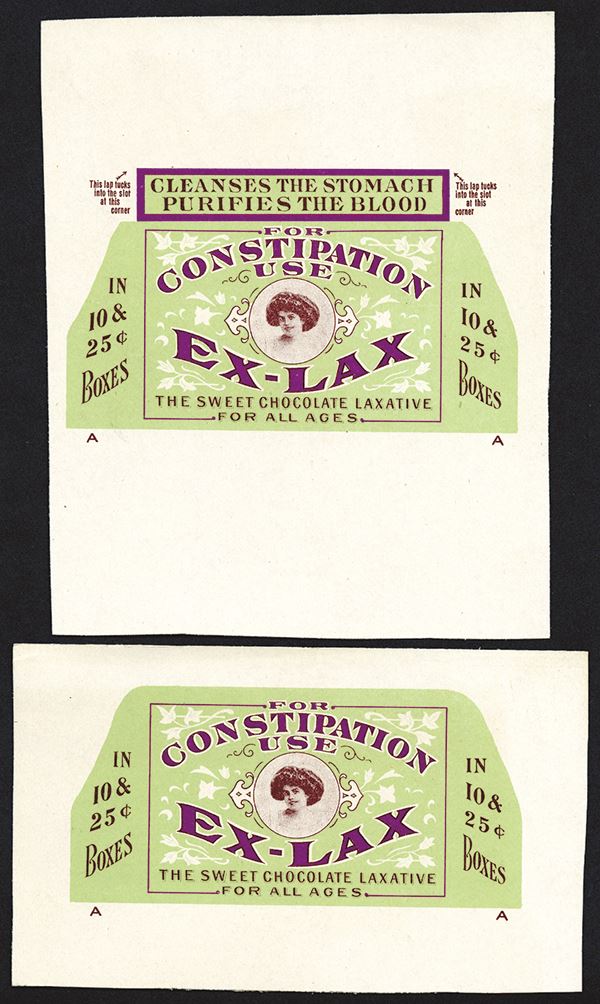 This lap tucks
into the slot
at this
corner
CLEANSES THE STOMACH
PURIFIES THE BLOOD
This lap tucks
into the slot
at this
corner
IN
10 &
25¢
BOXES
FOR
CONSTIPATION
USE
EX-LAX
THE SWEET CHOCOLATE LAXATIVE
FOR ALL AGES
IN
10 &
25¢
BOXES
A
A
IN
10 &
25¢
BOXES
FOR
CONSTIPATION
USE
EX-LAX
THE SWEET CHOCOLATE LAXATIVE
FOR ALL AGES
IN
10 &
25¢
BOXES
A
A